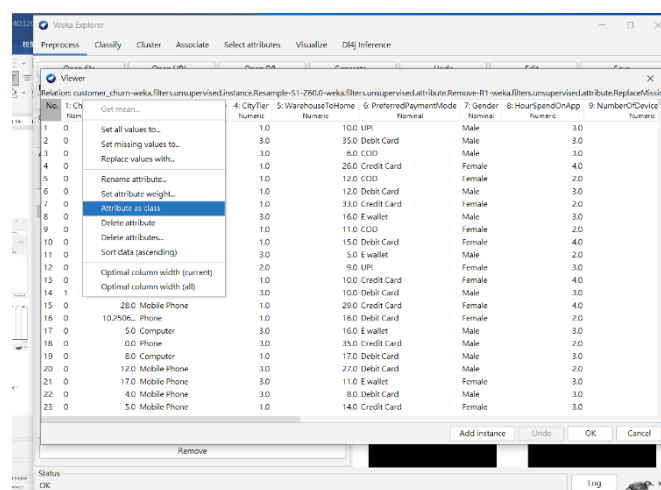 Weka Explorer
Preprocess Classify Cluster Associate Select attributes Visualize Dl4j Inference
Viewer
Relation: customer_churn-weka.filters.unsupervised.instance.Resample-S1-Z60.0-weka.filters.unsupervised.attribute.Remove-R1-weka.filters.unsupervised.attribute.ReplaceMissin
No. 1: Ch 4: CityTier 5: WarehouseToHome 6: PreferredPaymentMode 7: Gender 8: HourSpendOnApp 9: NumberOfDevice
Nom Numeric Numeric Nominal Nominal Numeric Numeric
Get mean...
Set all values to...
Set missing values to...
Replace values with...
Rename attribute...
Set attribute weight...
Attribute as class
Delete attribute
Delete attributes...
Sort data (ascending)
Optimal column width (current)
Optimal column width (all)
1 0 1.0 10.0 UPI Male 3.0
2 0 3.0 35.0 Debit Card Male 2.0
3 0 3.0 6.0 COD Male 3.0
4 0 1.0 26.0 Credit Card Female 4.0
5 0 1.0 12.0 COD Female 2.0
6 0 1.0 12.0 Debit Card Male 3.0
7 0 1.0 33.0 Credit Card Female 2.0
8 0 3.0 16.0 E wallet Male 3.0
9 0 1.0 11.0 COD Female 2.0
10 0 1.0 15.0 Debit Card Female 4.0
11 0 3.0 5.0 E wallet Male 2.0
12 0 2.0 9.0 UPI Female 3.0
13 0 1.0 10.0 Credit Card Female 4.0
14 1 3.0 10.0 Debit Card Male 3.0
15 0 28.0 Mobile Phone 1.0 29.0 Credit Card Female 4.0
16 0 10.2506... Phone 1.0 16.0 Debit Card Female 2.0
17 0 5.0 Computer 3.0 16.0 E wallet Male 3.0
18 0 0.0 Phone 3.0 35.0 Credit Card Male 2.0
19 0 8.0 Computer 1.0 17.0 Debit Card Male 3.0
20 0 12.0 Mobile Phone 3.0 27.0 Debit Card Male 2.0
21 0 17.0 Mobile Phone 3.0 11.0 E wallet Female 3.0
22 0 4.0 Mobile Phone 3.0 8.0 Debit Card Male 3.0
23 0 5.0 Mobile Phone 1.0 14.0 Credit Card Female 3.0
Add instance Undo OK Cancel
Remove
Status
OK
Log